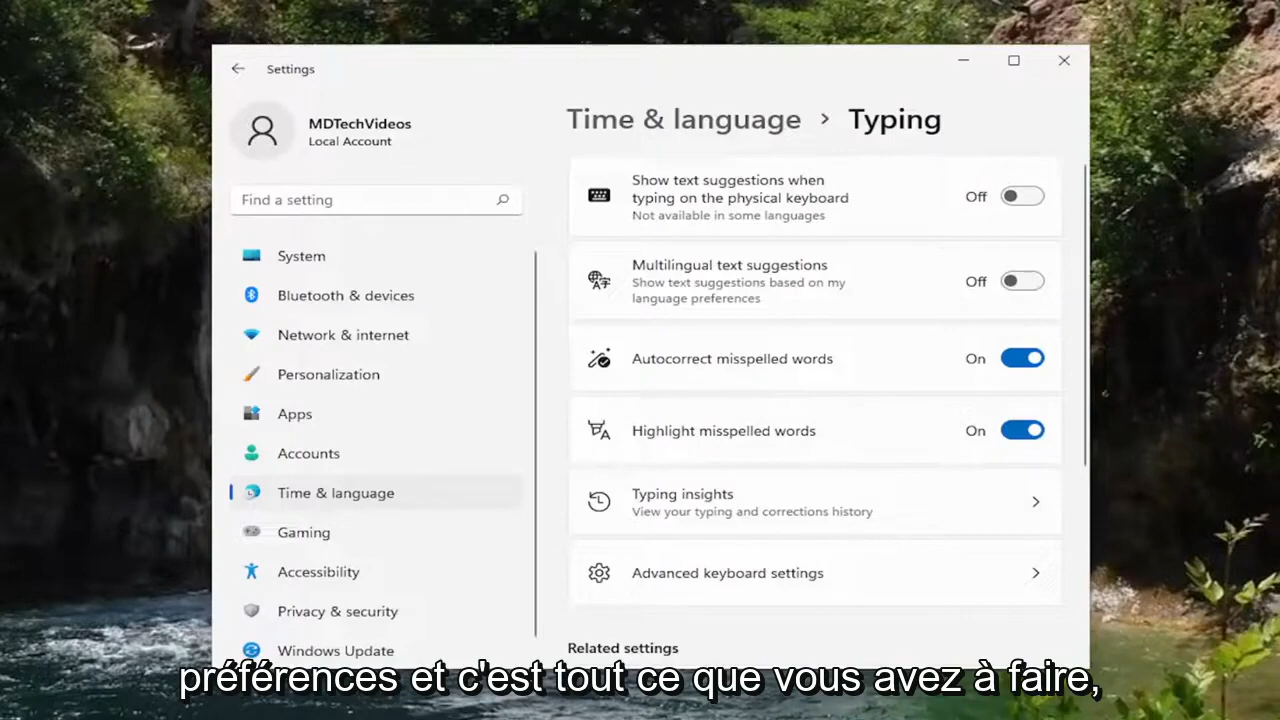 Settings
MDTechVideos
Local Account
Find a setting
System
Bluetooth & devices
Network & internet
Personalization
Apps
Accounts
Time & language
Gaming
Accessibility
Privacy & security
Windows Update
Time & language › Typing
Show text suggestions when
typing on the physical keyboard
Not available in some languages
Off
Multilingual text suggestions
Show text suggestions based on my
language preferences
Off
Autocorrect misspelled words
On
Highlight misspelled words
On
Typing insights
View your typing and corrections history
Advanced keyboard settings
Related settings
préférences et c'est tout ce que vous avez à faire,